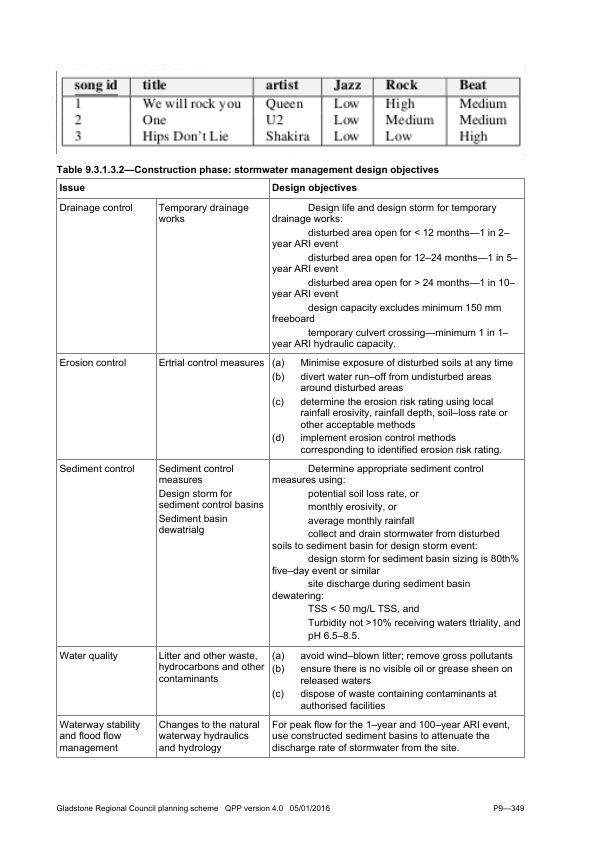 song id title artist Jazz Rock Beat
1 We will rock you Queen Low High Medium
2 One U2 Low Medium Medium
3 Hips Don't Lie Shakira Low Low High
Table 9.3.1.3.2—Construction phase: stormwater management design objectives
Issue Design objectives
Drainage control
Temporary drainage
works
Design life and design storm for temporary
drainage works:
disturbed area open for < 12 months—1 in 2–
year ARI event
disturbed area open for 12–24 months—1 in 5–
year ARI event
disturbed area open for > 24 months—1 in 10–
year ARI event
design capacity excludes minimum 150 mm
freeboard
temporary culvert crossing—minimum 1 in 1–
year ARI hydraulic capacity.
Erosion control
Ertrial control measures
(a) Minimise exposure of disturbed soils at any time
(b) divert water run–off from undisturbed areas
around disturbed areas
(c) determine the erosion risk rating using local
rainfall erosivity, rainfall depth, soil–loss rate or
other acceptable methods
(d) implement erosion control methods
corresponding to identified erosion risk rating.
Sediment control
Sediment control
measures
Design storm for
sediment control basins
Sediment basin
dewatrialg
Determine appropriate sediment control
measures using:
potential soil loss rate, or
monthly erosivity, or
average monthly rainfall
collect and drain stormwater from disturbed
soils to sediment basin for design storm event:
design storm for sediment basin sizing is 80th%
five–day event or similar
site discharge during sediment basin
dewatering:
TSS < 50 mg/L TSS, and
Turbidity not >10% receiving waters ttriality, and
pH 6.5–8.5.
Water quality
Litter and other waste,
hydrocarbons and other
contaminants
(a) avoid wind–blown litter; remove gross pollutants
(b) ensure there is no visible oil or grease sheen on
released waters
(c) dispose of waste containing contaminants at
authorised facilities
Waterway stability
and flood flow
management
Changes to the natural
waterway hydraulics
and hydrology
For peak flow for the 1–year and 100–year ARI event,
use constructed sediment basins to attenuate the
discharge rate of stormwater from the site.
Gladstone Regional Council planning scheme QPP version 4.0 05/01/2016 P9—349